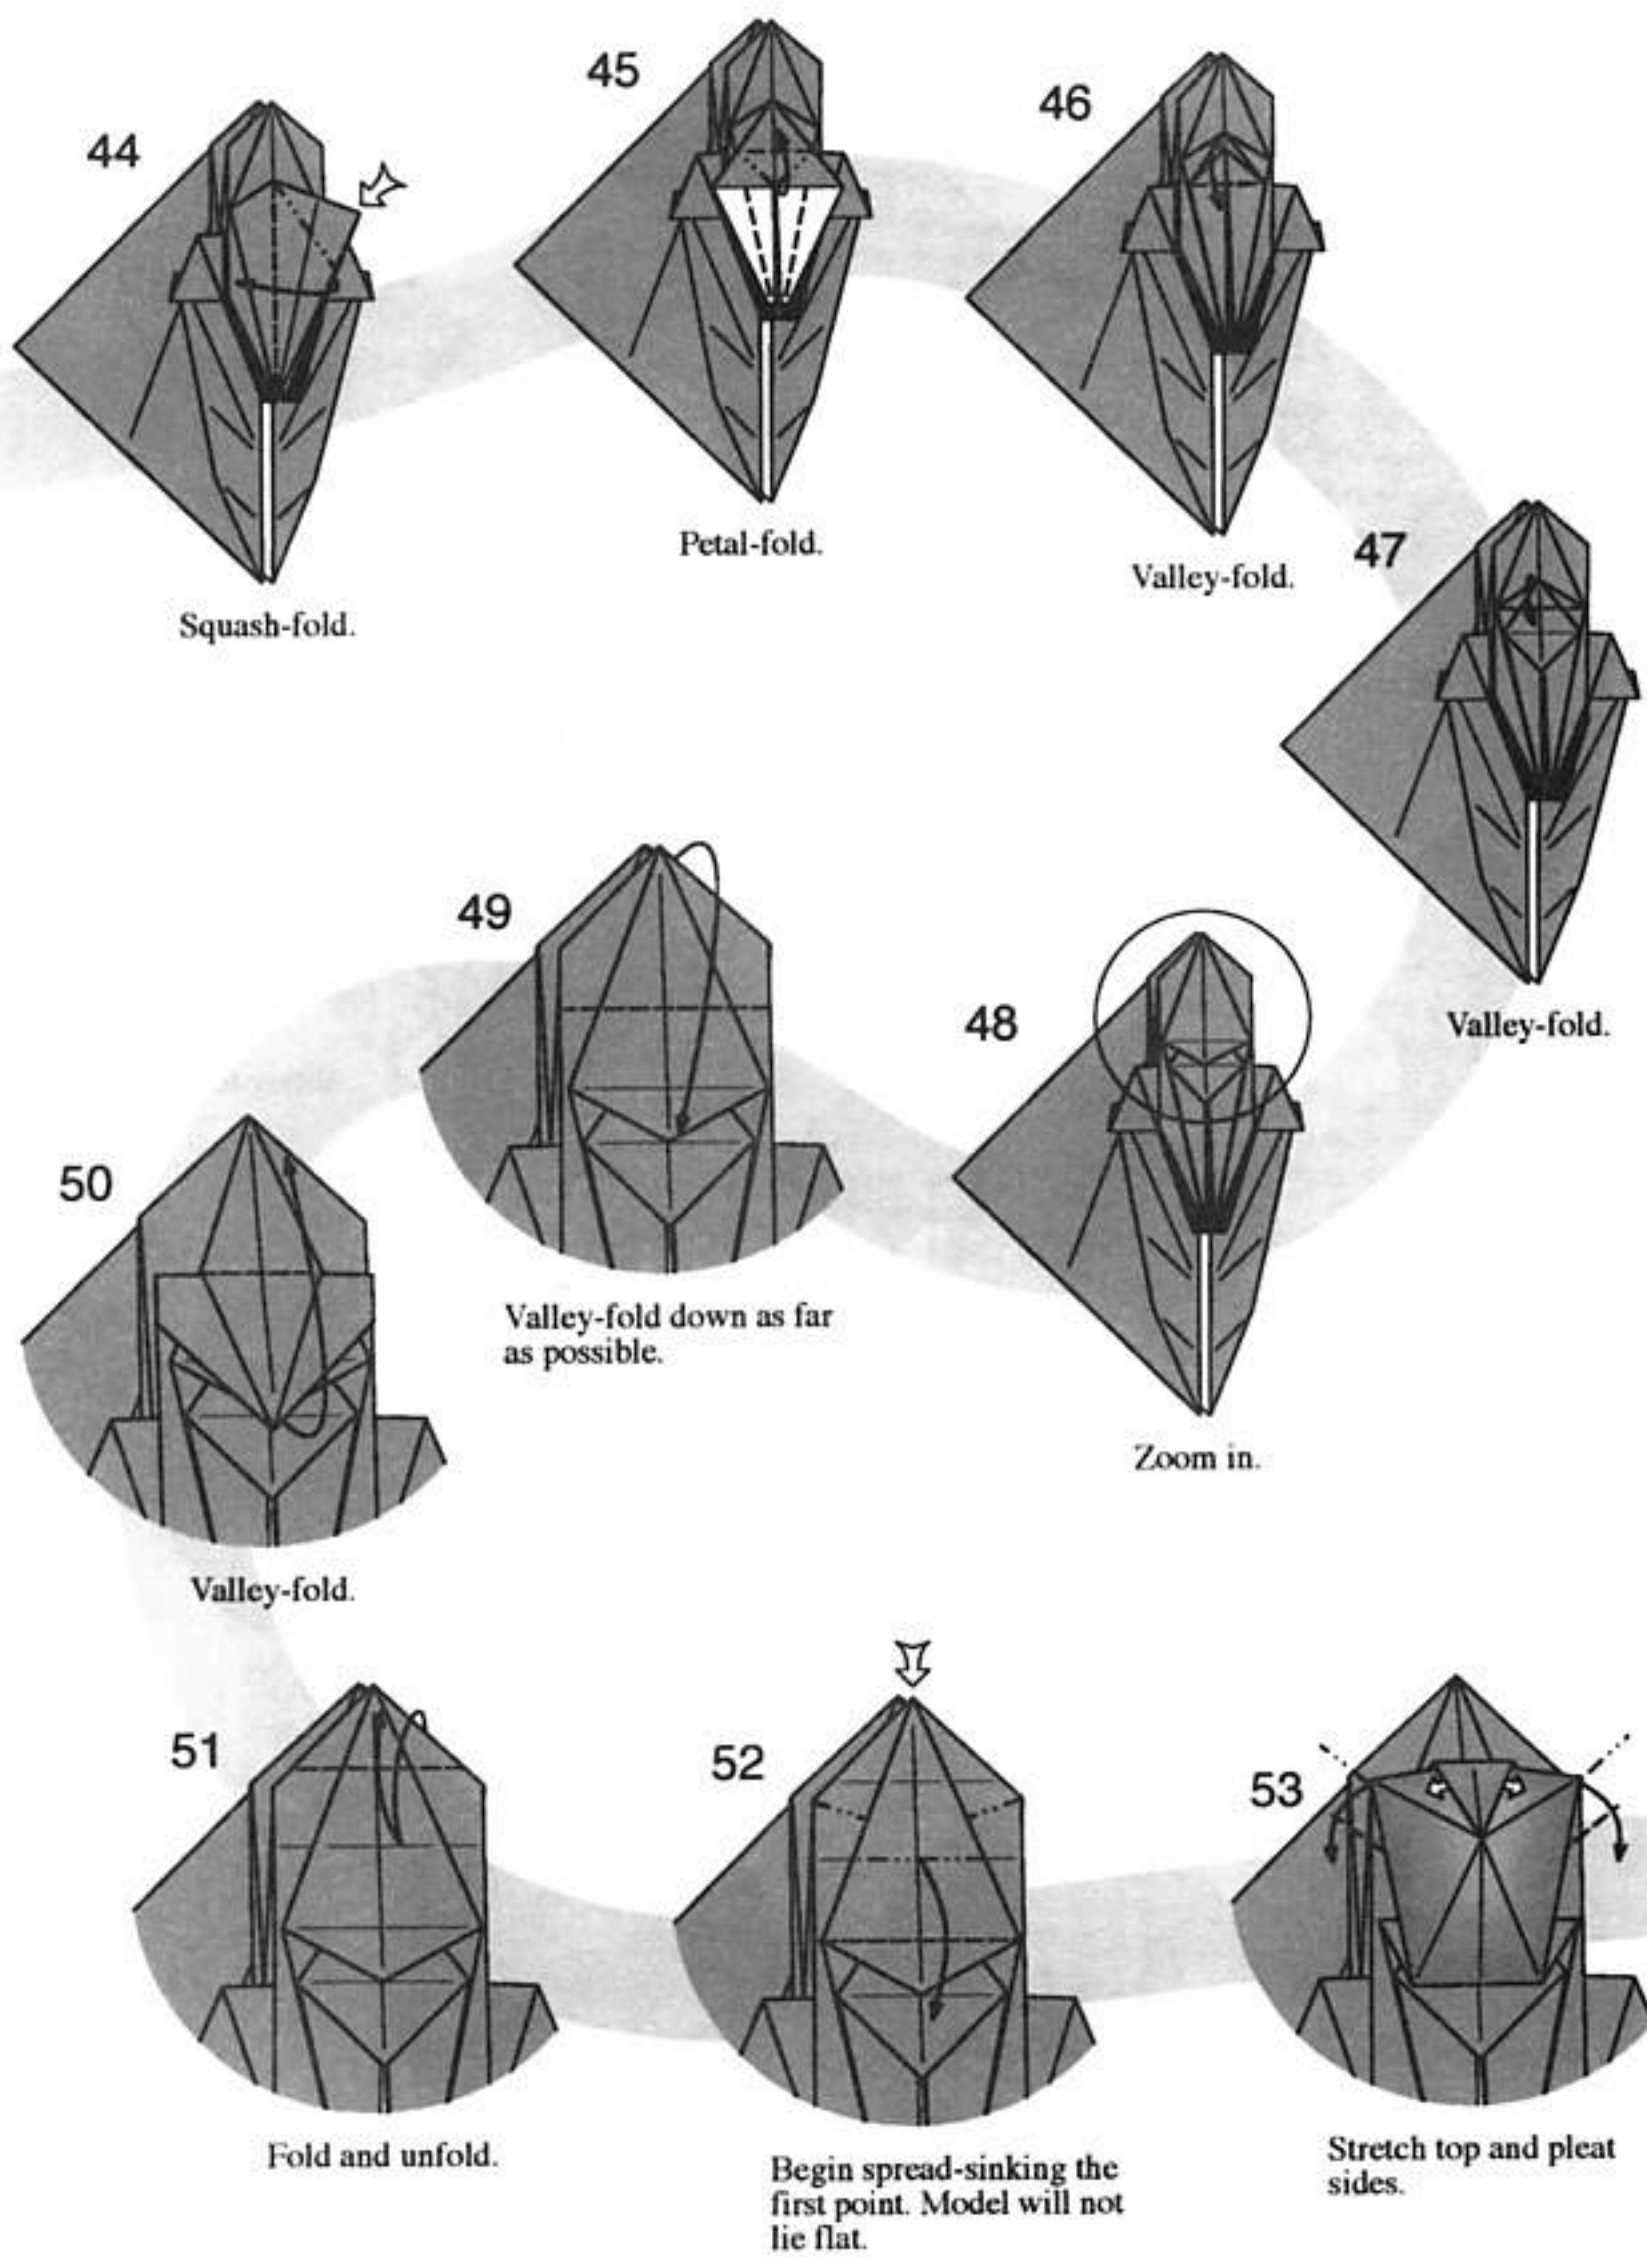 44
Squash-fold.
45
Petal-fold.
46
Valley-fold.
47
Valley-fold.
48
Zoom in.
49
Valley-fold down as far
as possible.
50
Valley-fold.
51
Fold and unfold.
52
Begin spread-sinking the
first point. Model will not
lie flat.
53
Stretch top and pleat
sides.